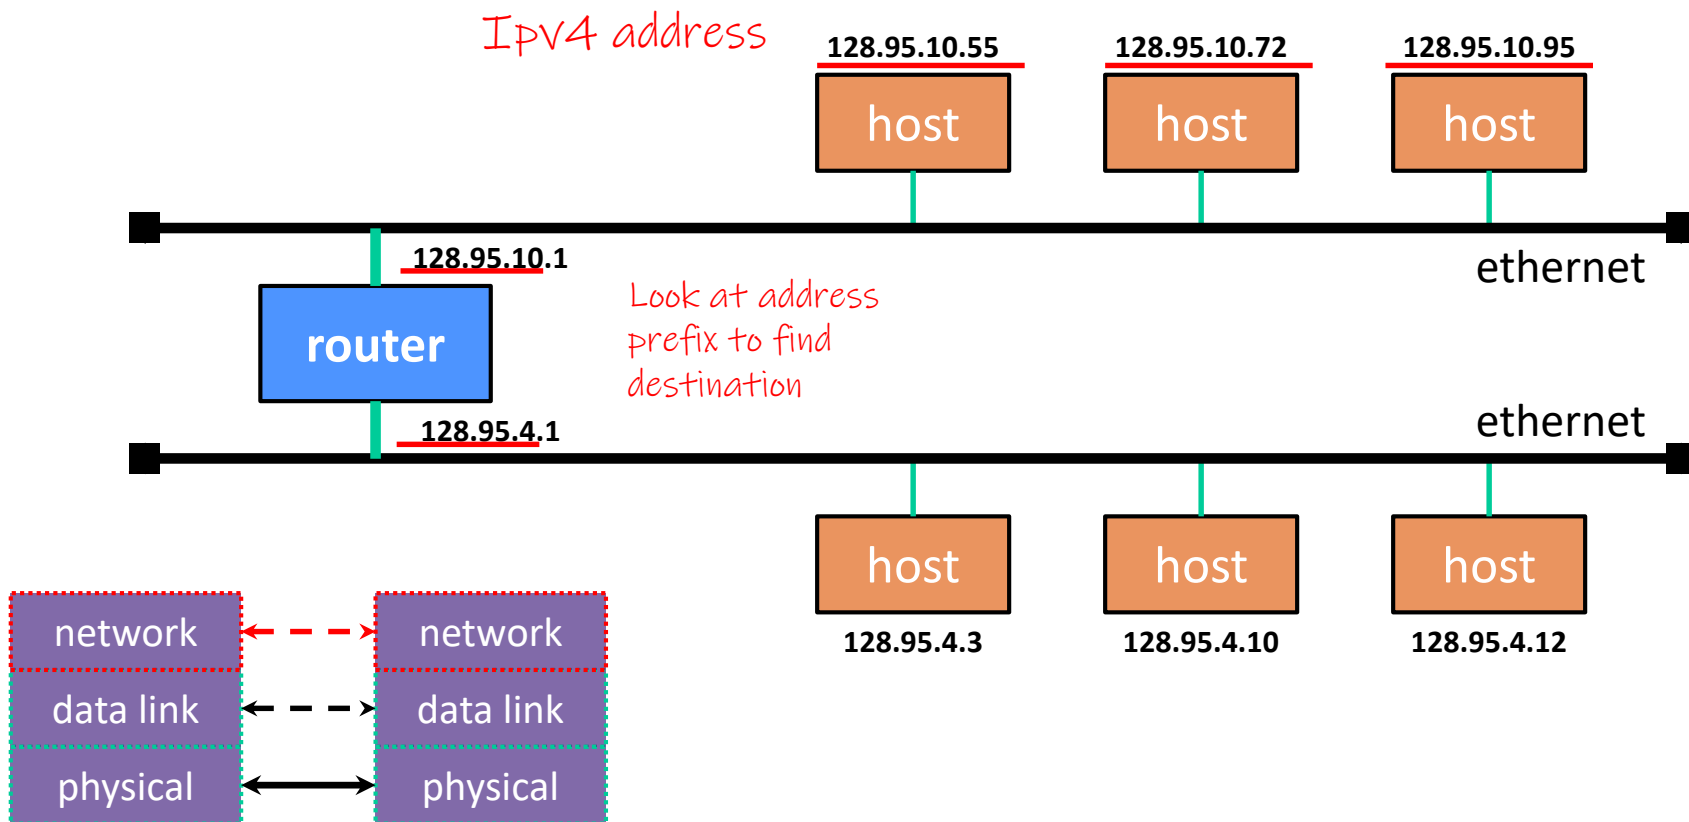 Ipv4 address
128.95.10.55 128.95.10.72 128.95.10.95
host host host
ethernet
128.95.10.1
router
Look at address
prefix to find
destination
128.95.4.1
ethernet
host host host
128.95.4.3 128.95.4.10 128.95.4.12
network network
data link data link
physical physical